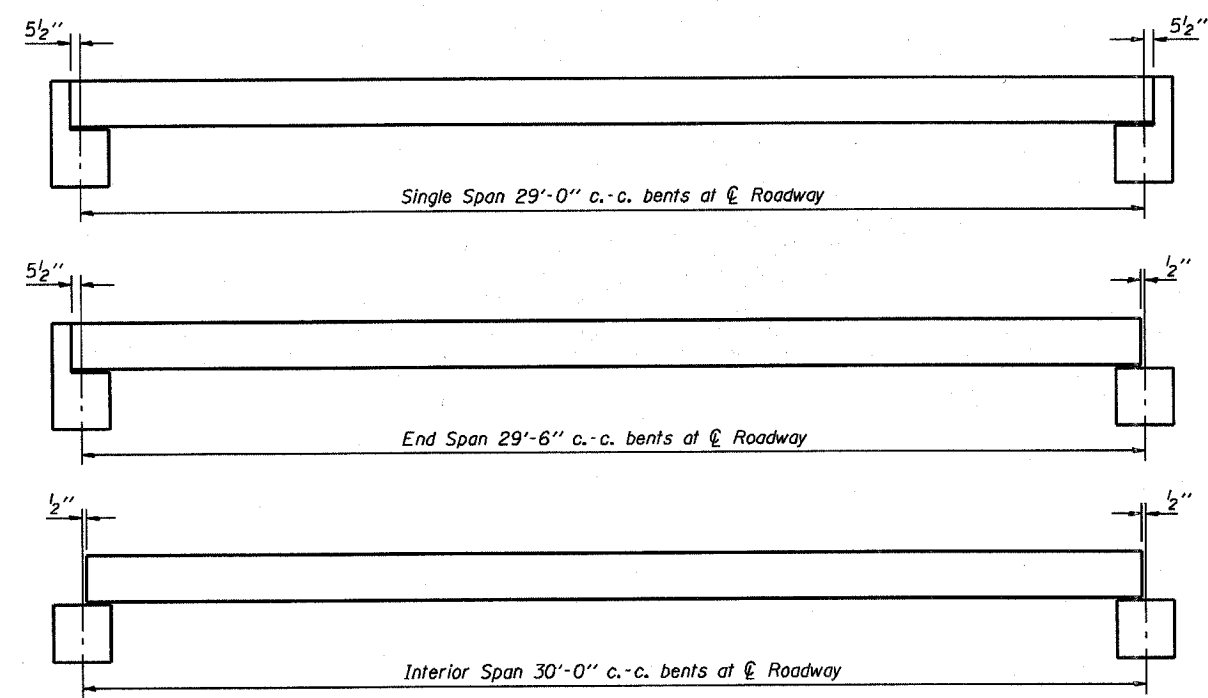 5½" 5½"
Single Span 29'-0" c.-c. bents at ℄ Roadway
5½" ½"
End Span 29'-6" c.-c. bents at ℄ Roadway
½" ½"
Interior Span 30'-0" c.-c. bents at ℄ Roadway